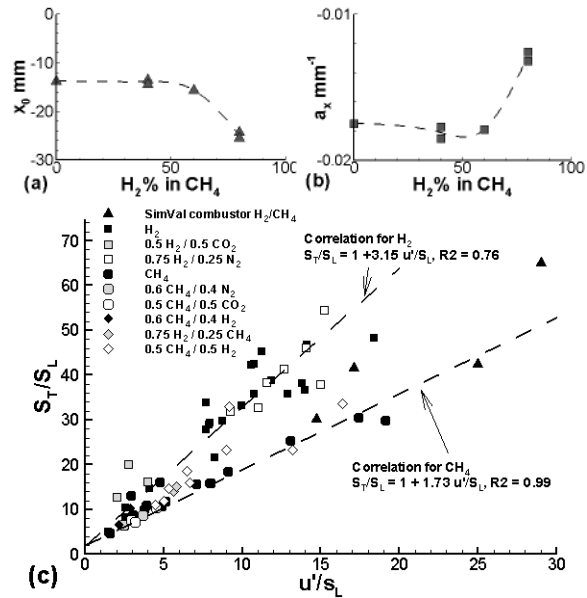 0
-10
-20
-30
x₀ mm
0
50
100
H₂% in CH₄
(a)
-0.01
-0.02
aₓ mm⁻¹
0
50
100
H₂% in CH₄
(b)
SimVal combustor H₂/CH₄
H₂
0.5 H₂ / 0.5 CO₂
0.75 H₂ / 0.25 N₂
CH₄
0.6 CH₄ / 0.4 N₂
0.5 CH₄ / 0.5 CO₂
0.6 CH₄ / 0.4 H₂
0.75 H₂ / 0.25 CH₄
0.5 CH₄ / 0.5 H₂
Correlation for H₂
S_T/S_L = 1 +3.15 u'/S_L, R2 = 0.76
Correlation for CH₄
S_T/S_L = 1 + 1.73 u'/S_L, R2 = 0.99
70
60
50
40
30
20
10
0
S_T/S_L
0
5
10
15
20
25
30
u'/s_L
(c)